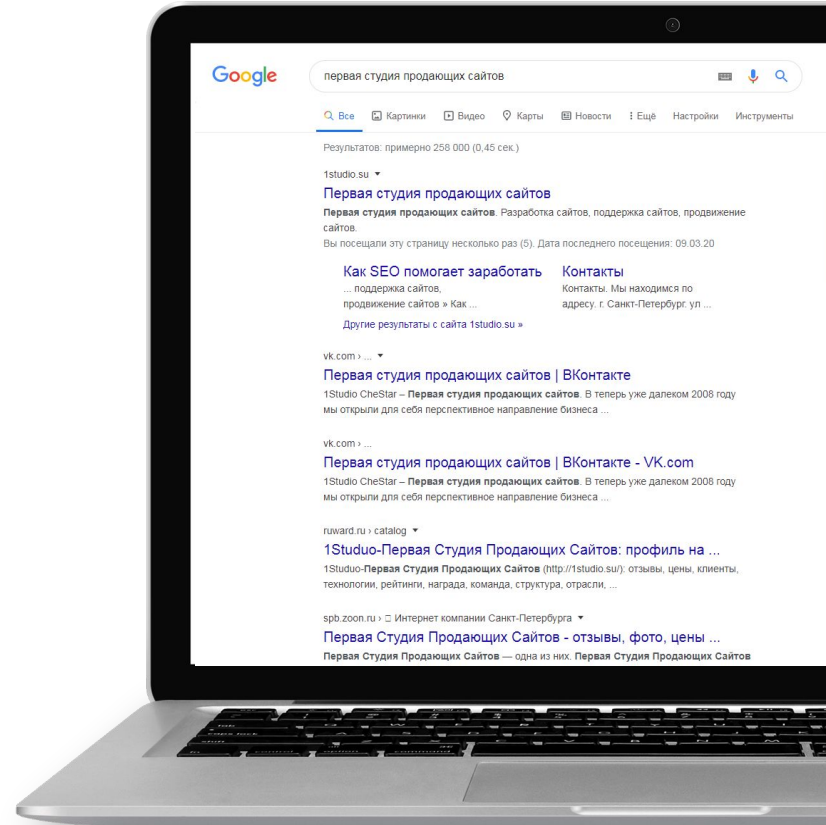 Google
первая студия продающих сайтов
Все Картинки Видео Карты Новости Ещё Настройки Инструменты
Результатов: примерно 258 000 (0,45 сек.)
1studio.su
Первая студия продающих сайтов
Первая студия продающих сайтов. Разработка сайтов, поддержка сайтов, продвижение
сайтов.
Вы посещали эту страницу несколько раз (5). Дата последнего посещения: 09.03.20
Как SEO помогает заработать
... поддержка сайтов,
продвижение сайтов » Как ...
Контакты
Контакты. Мы находимся по
адресу. г. Санкт-Петербург. ул ...
Другие результаты с сайта 1studio.su »
vk.com › ...
Первая студия продающих сайтов | ВКонтакте
1Studio CheStar – Первая студия продающих сайтов. В теперь уже далеком 2008 году
мы открыли для себя перспективное направление бизнеса ...
vk.com › ...
Первая студия продающих сайтов | ВКонтакте - VK.com
1Studio CheStar – Первая студия продающих сайтов. В теперь уже далеком 2008 году
мы открыли для себя перспективное направление бизнеса ...
ruward.ru › catalog
1Studuo-Первая Студия Продающих Сайтов: профиль на ...
1Studuo-Первая Студия Продающих Сайтов (http://1studio.su/): отзывы, цены, клиенты,
технологии, рейтинги, награда, команда, структура, отрасли, ...
spb.zoon.ru › Интернет компании Санкт-Петербурга
Первая Студия Продающих Сайтов - отзывы, фото, цены ...
Первая Студия Продающих Сайтов — одна из них. Первая Студия Продающих Сайтов